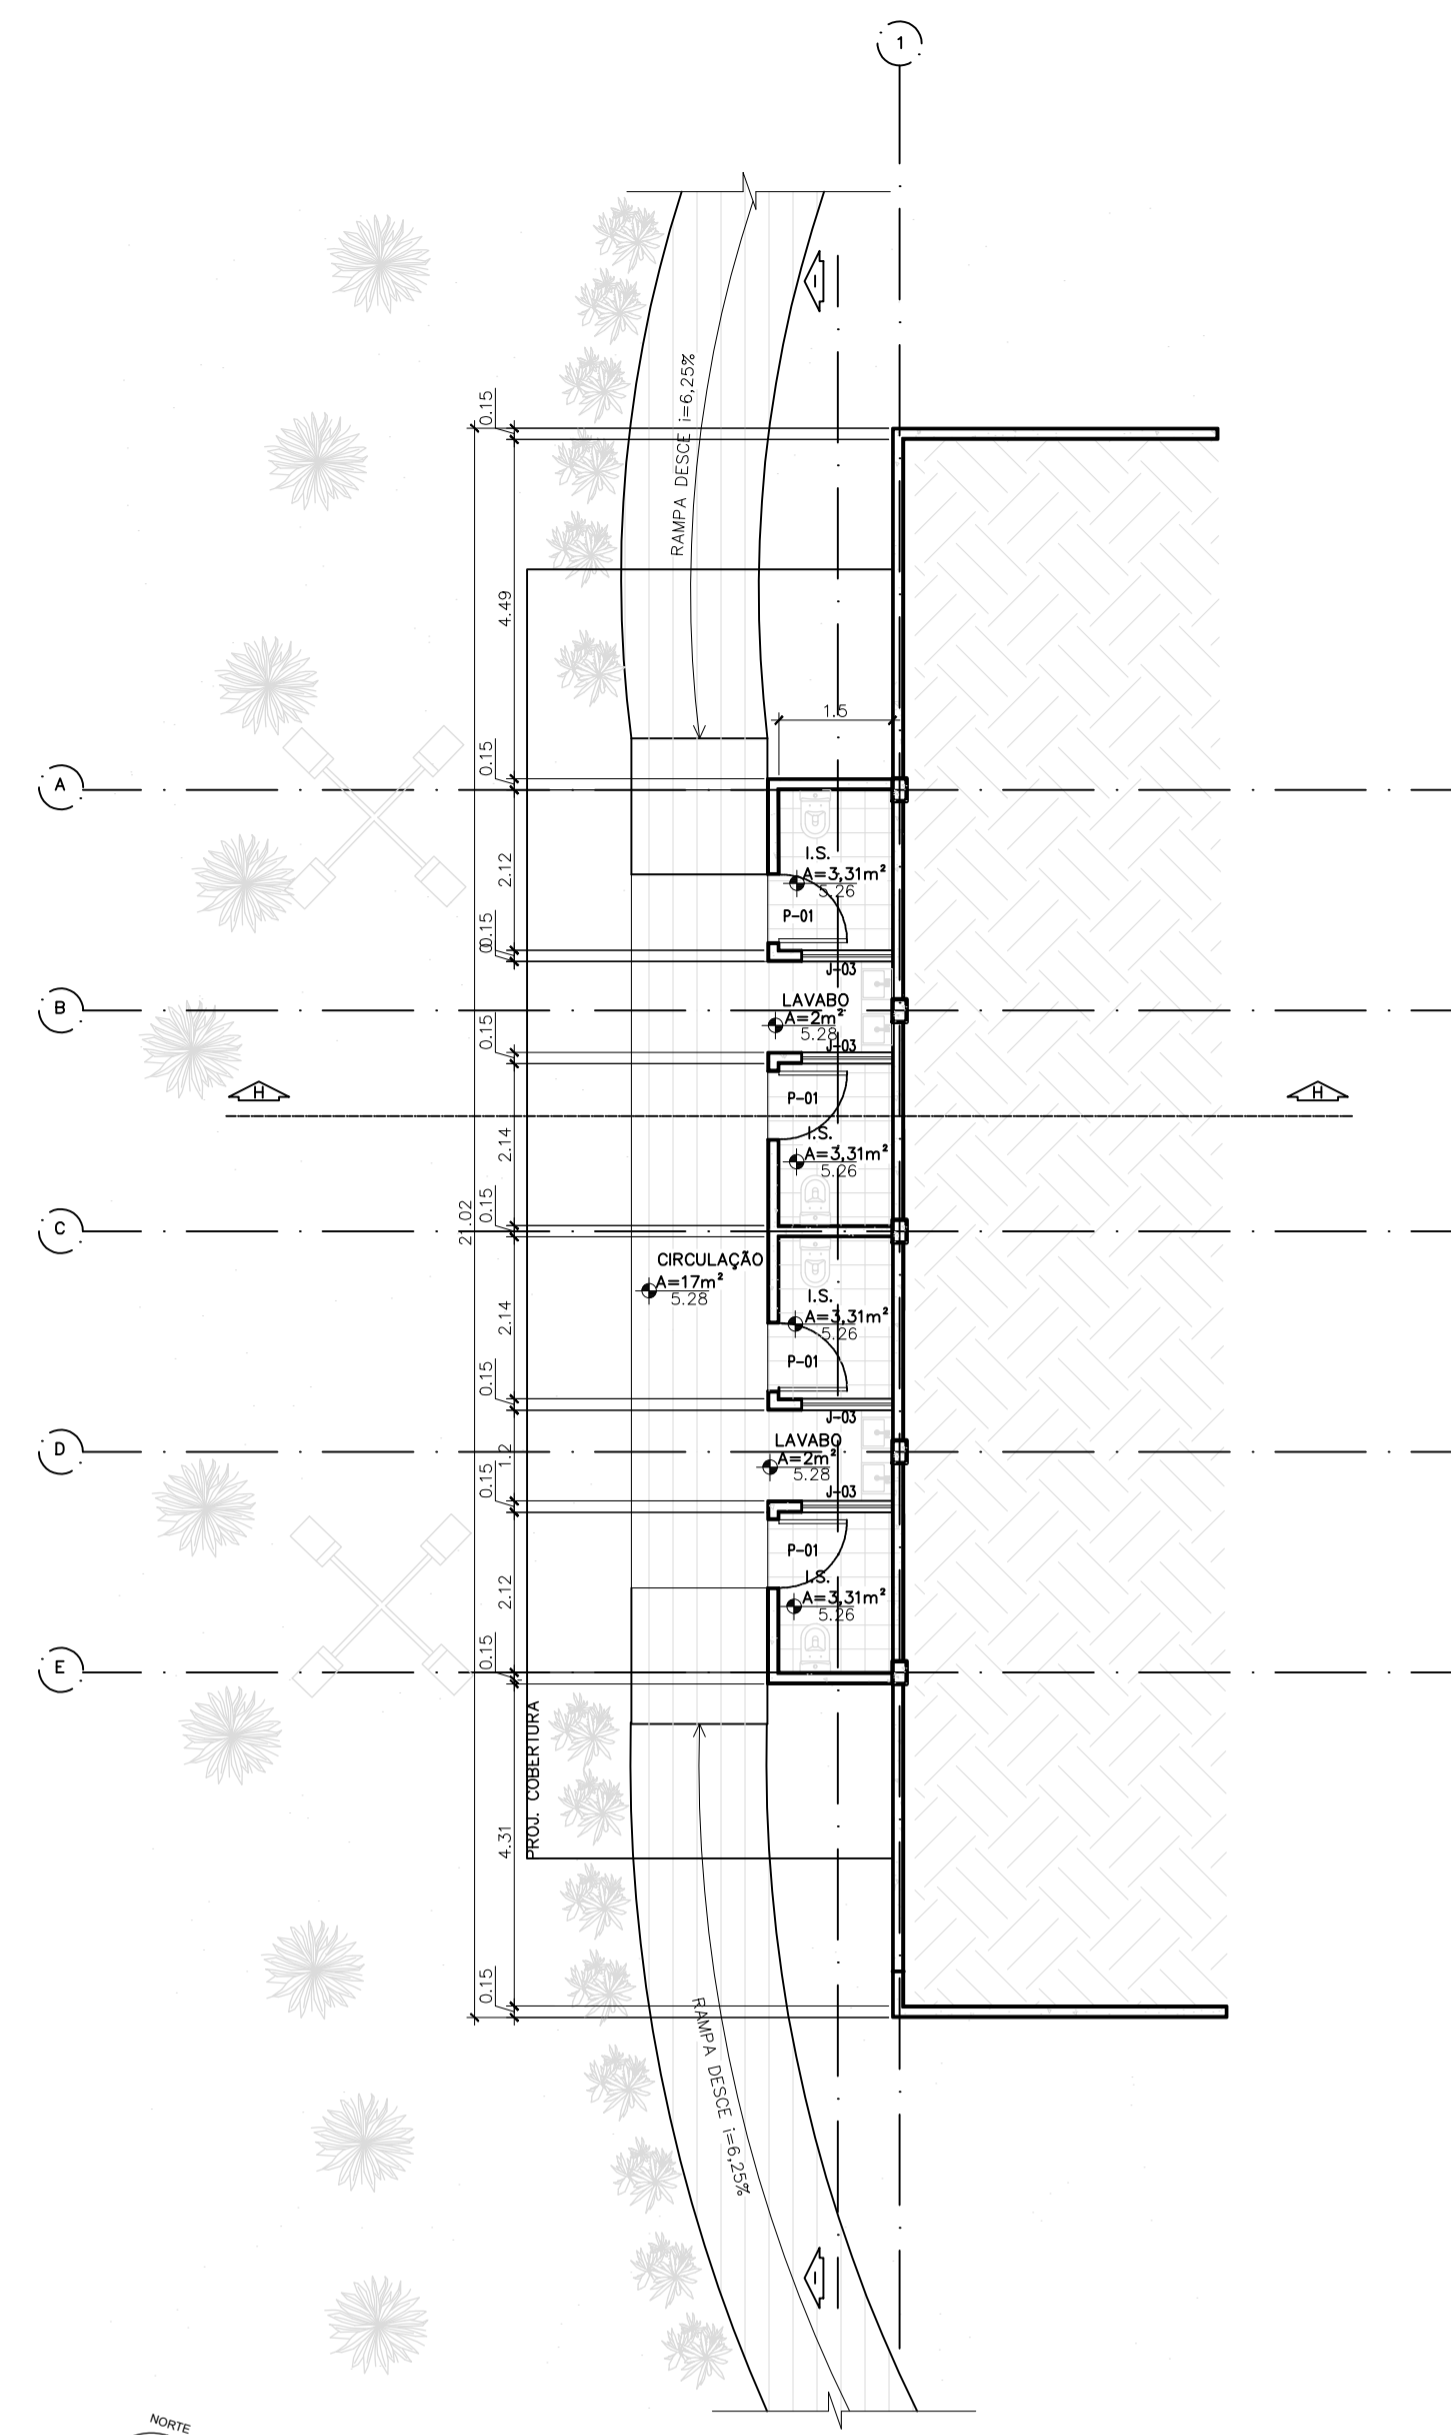 1
I
RAMPA DESCE i=6,25%
0.15
4.49
1.5
0.15
A
2.12
I.S.
A=3,31m²
5.26
P-01
0.15
J-03
B
LAVABO
A=2m²
5.28
J-03
0.15
P-01
H
H
2.14
I.S.
A=3,31m²
5.26
0.15
21.02
C
CIRCULAÇÃO
A=17m²
5.28
I.S.
A=3,31m²
5.26
2.14
P-01
0.15
J-03
D
LAVABO
A=2m²
5.28
1.2
J-03
0.15
P-01
I.S.
A=3,31m²
5.26
2.12
0.15
E
PROJ. COBERTURA
4.31
0.15
RAMPA DESCE i=6,25%
I
NORTE